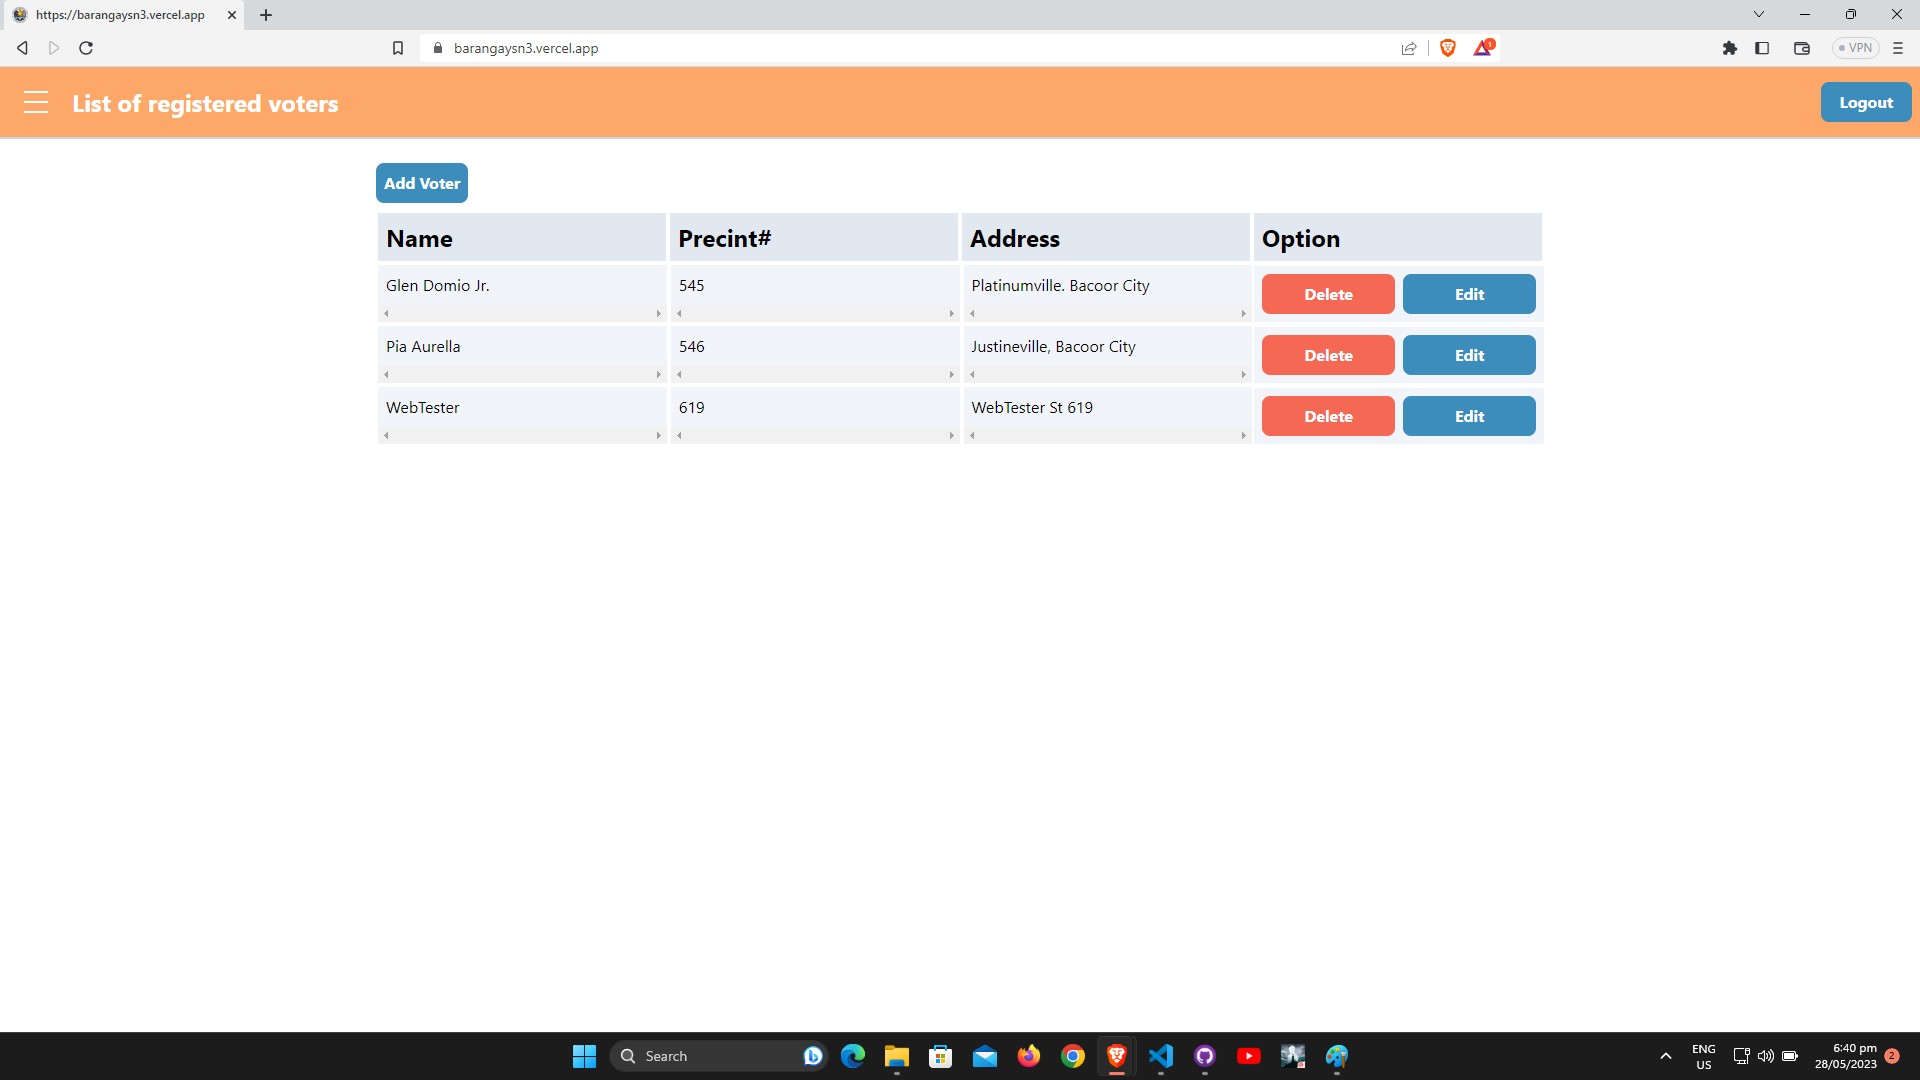 https://barangaysn3.vercel.app
barangaysn3.vercel.app
1
VPN
List of registered voters
Logout
Add Voter
Name Precint# Address Option
Glen Domio Jr. 545 Platinumville. Bacoor City Delete Edit
Pia Aurella 546 Justineville, Bacoor City Delete Edit
WebTester 619 WebTester St 619 Delete Edit
Search
ENG
US
6:40 pm
28/05/2023
2